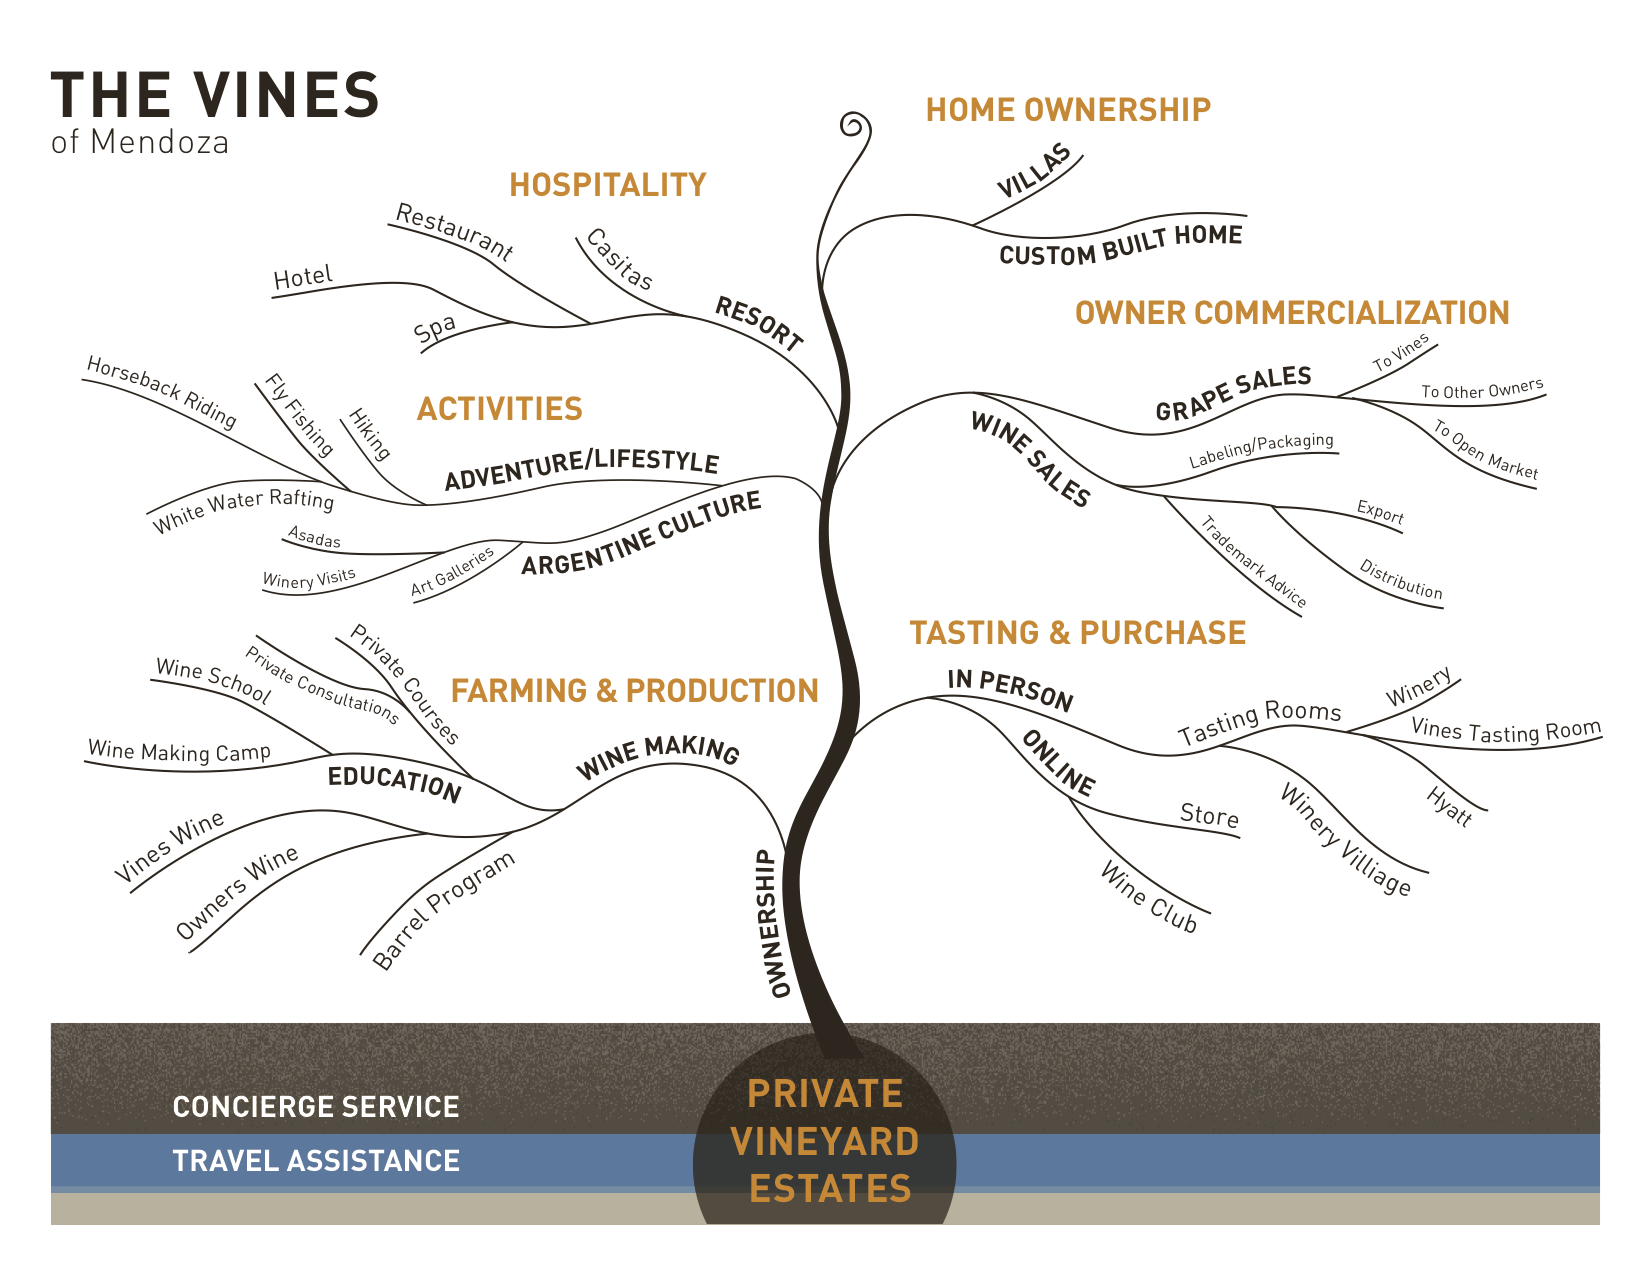 THE VINES
of Mendoza
HOSPITALITY
Restaurant
Casitas
Hotel
Spa
RESORT
HOME OWNERSHIP
VILLAS
CUSTOM BUILT HOME
OWNER COMMERCIALIZATION
GRAPE SALES
To Vines
To Other Owners
To Open Market
WINE SALES
Labeling/Packaging
Export
Distribution
Trademark Advice
ACTIVITIES
Horseback Riding
Fly Fishing
Hiking
White Water Rafting
ADVENTURE/LIFESTYLE
ARGENTINE CULTURE
Asadas
Winery Visits
Art Galleries
TASTING & PURCHASE
IN PERSON
Tasting Rooms
Winery
Vines Tasting Room
Hyatt
Winery Villiage
ONLINE
Store
Wine Club
FARMING & PRODUCTION
Private Courses
Private Consultations
Wine School
Wine Making Camp
EDUCATION
WINE MAKING
Vines Wine
Owners Wine
Barrel Program
OWNERSHIP
CONCIERGE SERVICE
TRAVEL ASSISTANCE
PRIVATE
VINEYARD
ESTATES